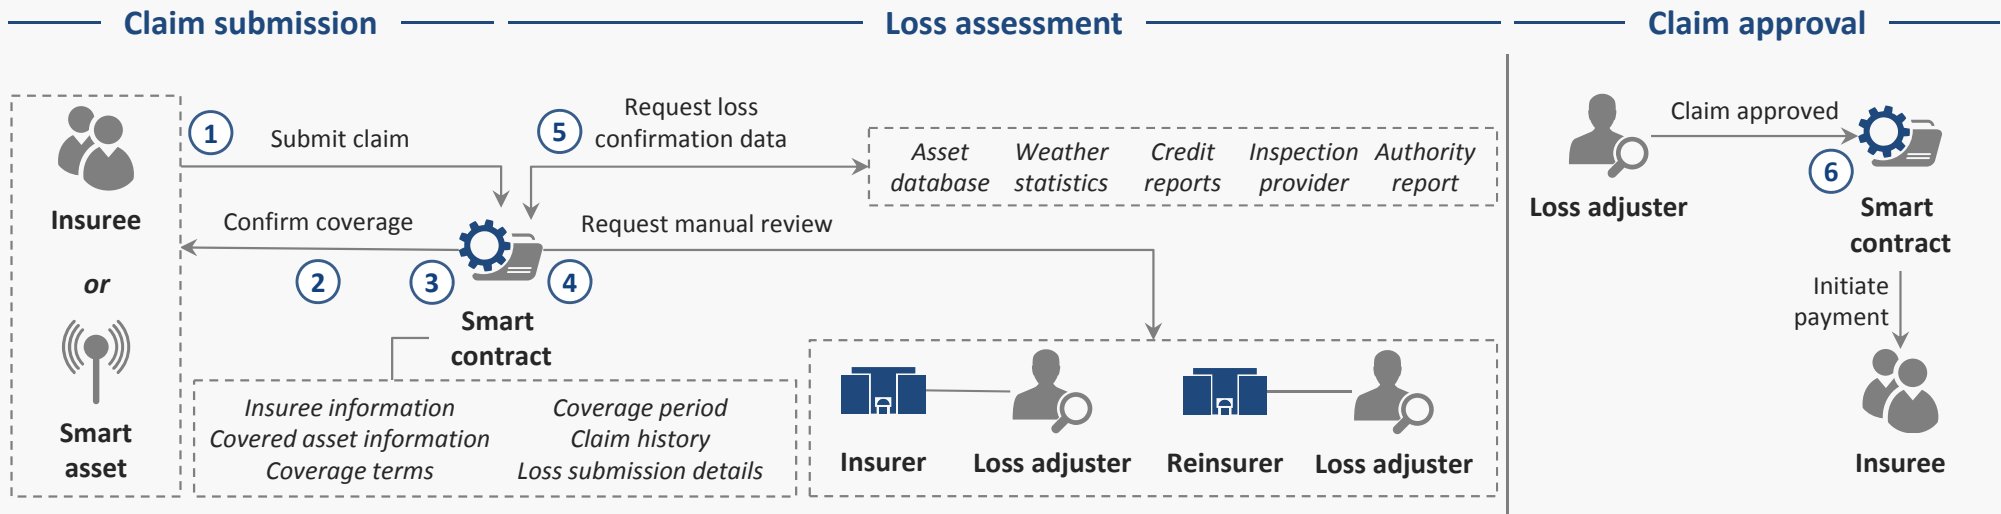 Claim submission
Loss assessment
Claim approval
1
Submit claim
Confirm coverage
2
3
4
5
Request loss
confirmation data
Request manual review
Insuree
or
Smart
asset
Smart
contract
Insuree information
Covered asset information
Coverage terms
Coverage period
Claim history
Loss submission details
Asset
database
Weather
statistics
Credit
reports
Inspection
provider
Authority
report
Insurer
Loss adjuster
Reinsurer
Loss adjuster
Loss adjuster
Claim approved
6
Smart
contract
Initiate
payment
Insuree